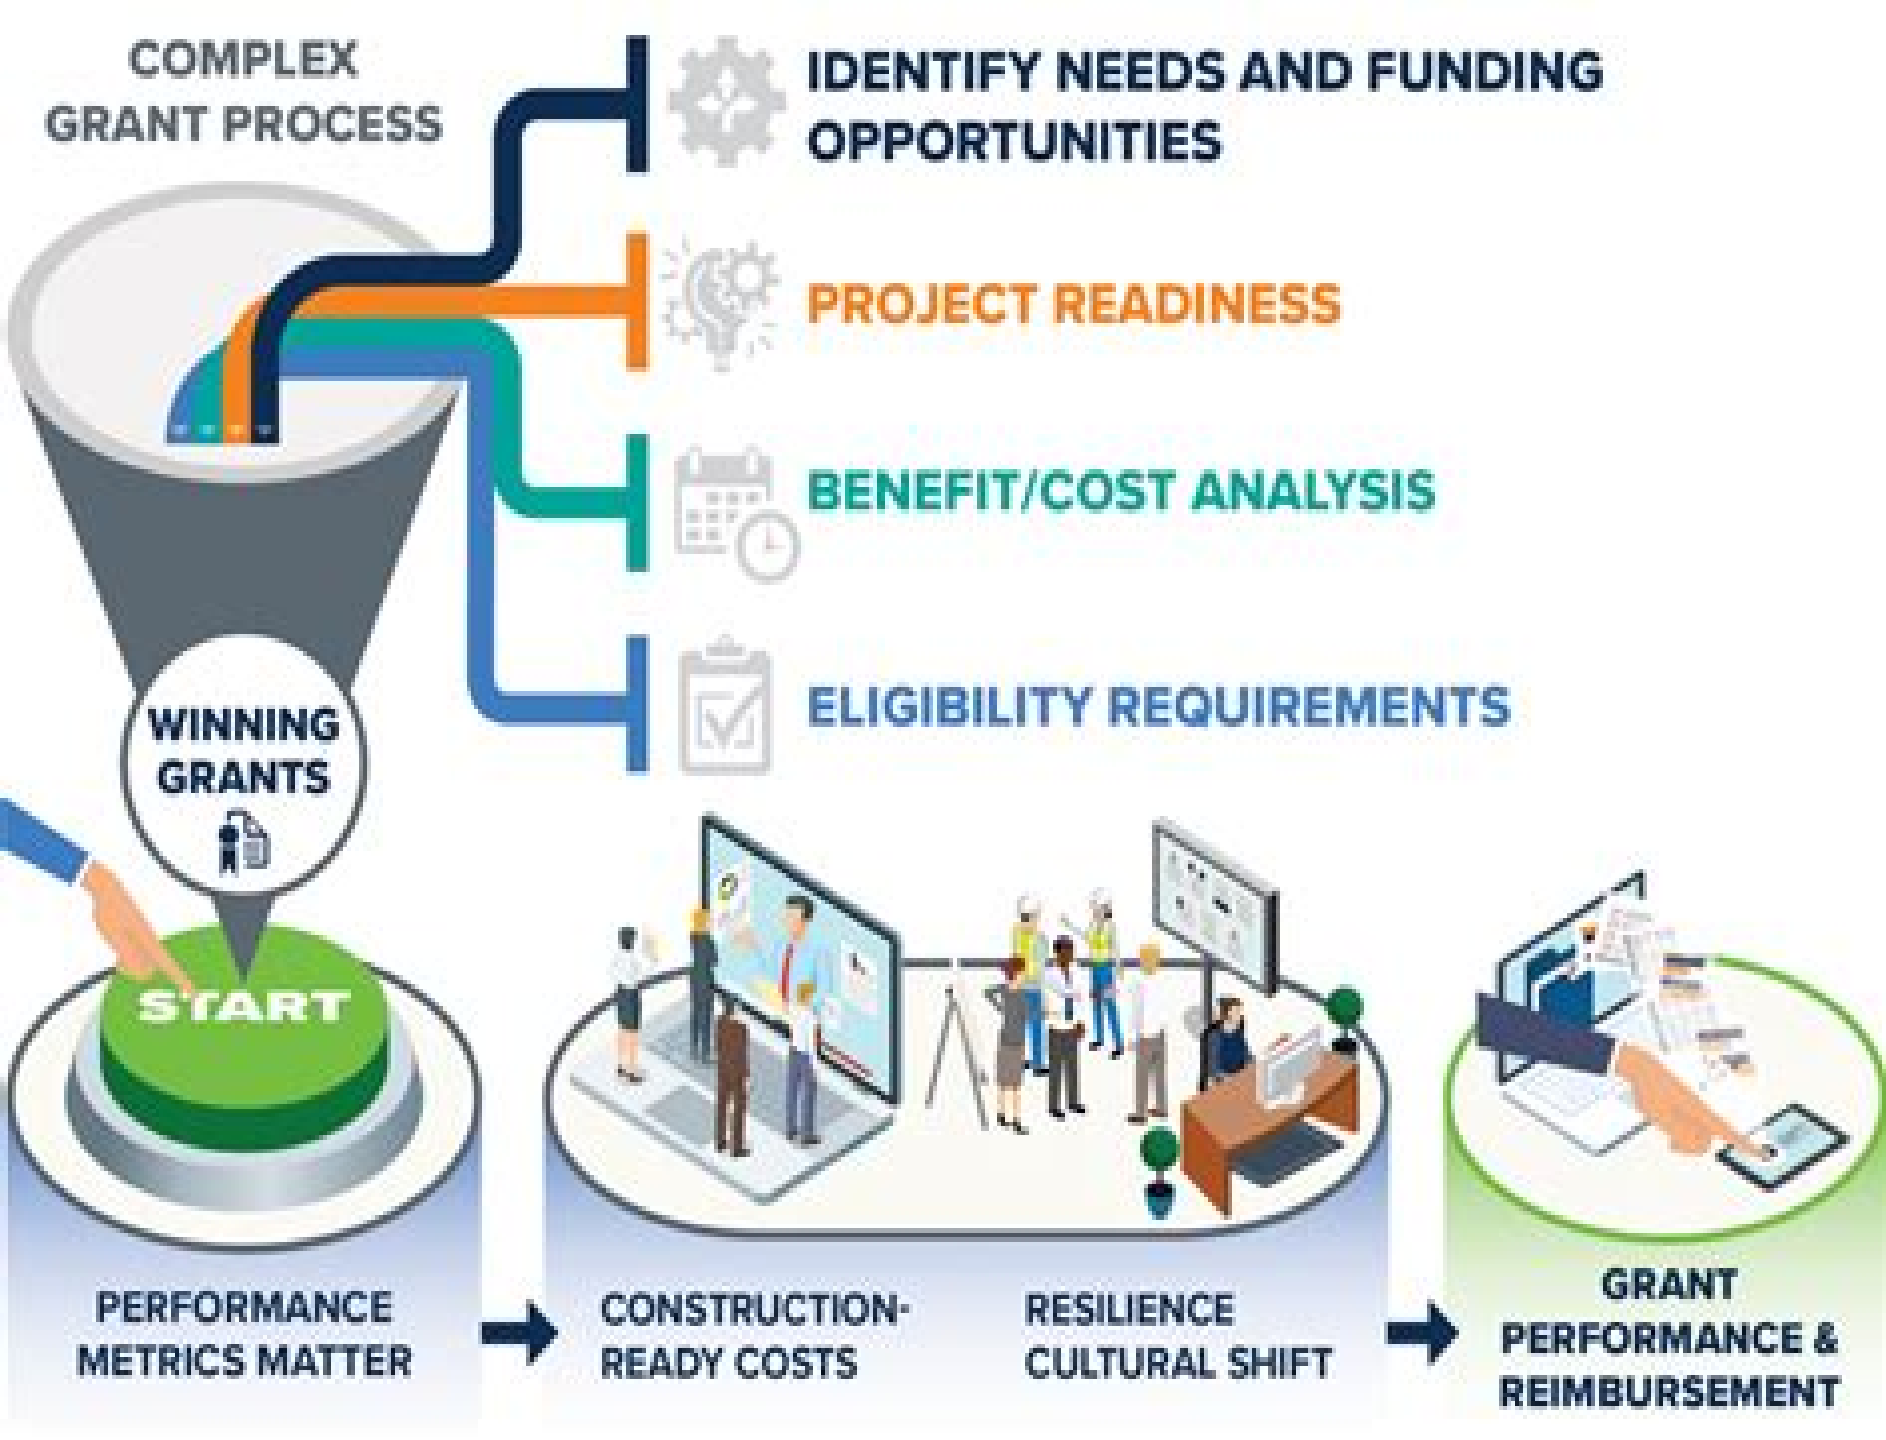 COMPLEX
GRANT PROCESS
IDENTIFY NEEDS AND FUNDING
OPPORTUNITIES
PROJECT READINESS
BENEFIT/COST ANALYSIS
ELIGIBILITY REQUIREMENTS
WINNING
GRANTS
START
PERFORMANCE
METRICS MATTER
CONSTRUCTION-
READY COSTS
RESILIENCE
CULTURAL SHIFT
GRANT
PERFORMANCE &
REIMBURSEMENT